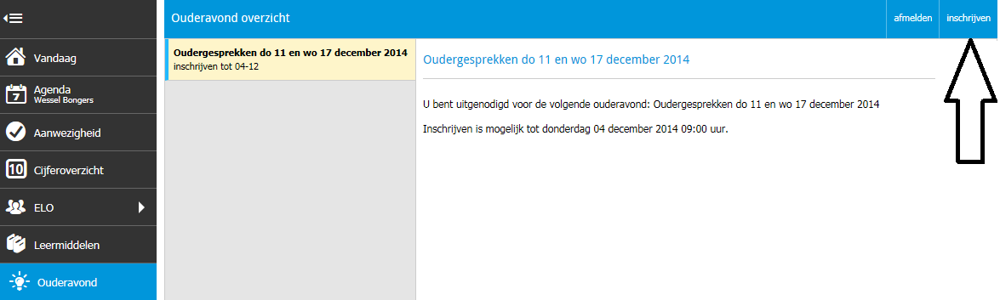 Ouderavond overzicht
afmelden
inschrijven
Vandaag
Agenda
7
Wessel Bongers
Aanwezigheid
10
Cijferoverzicht
ELO
Leermiddelen
Ouderavond
Oudergesprekken do 11 en wo 17 december 2014
inschrijven tot 04-12
Oudergesprekken do 11 en wo 17 december 2014
U bent uitgenodigd voor de volgende ouderavond: Oudergesprekken do 11 en wo 17 december 2014
Inschrijven is mogelijk tot donderdag 04 december 2014 09:00 uur.